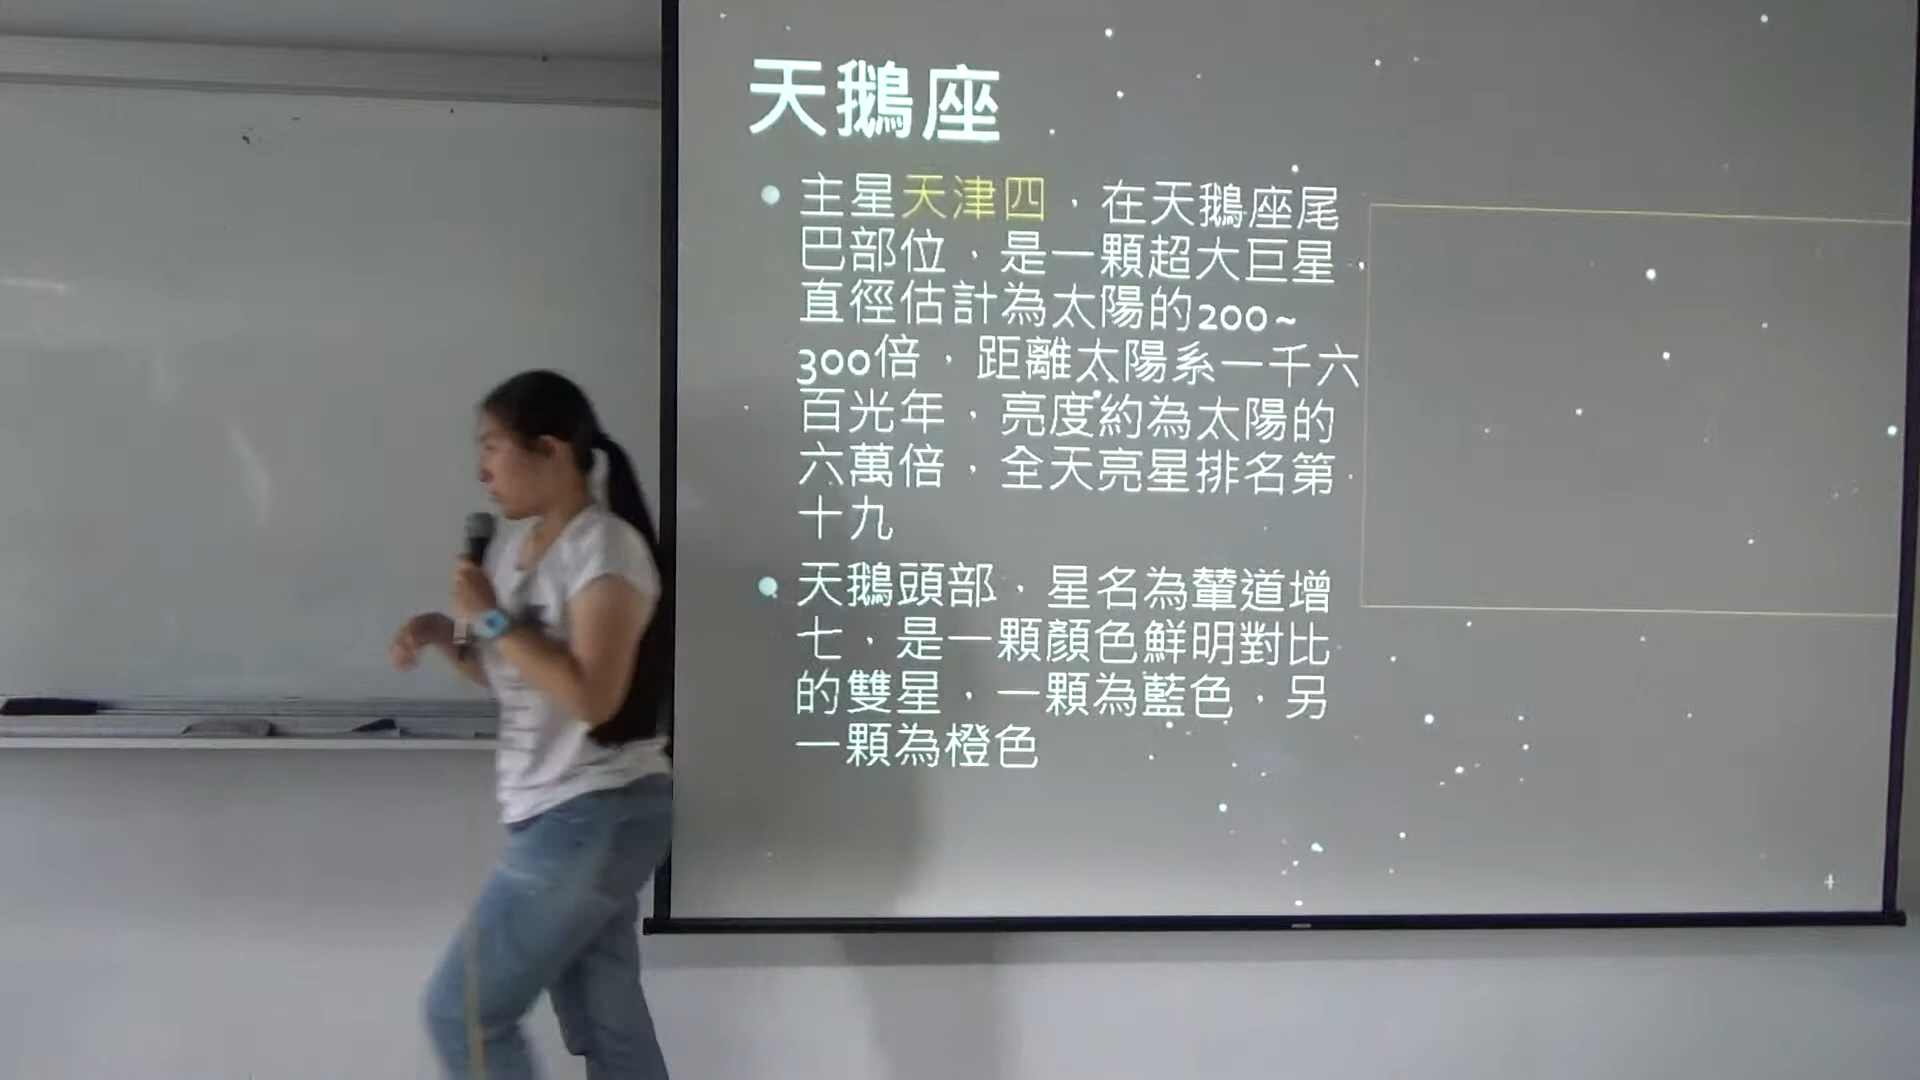 天鵝座
主星天津四，在天鵝座尾
巴部位，是一顆超大巨星
直徑估計為太陽的200~
300倍，距離太陽系一千六
百光年，亮度約為太陽的
六萬倍，全天亮星排名第
十九
天鵝頭部，星名為輦道增
七，是一顆顏色鮮明對比
的雙星，一顆為藍色，另
一顆為橙色